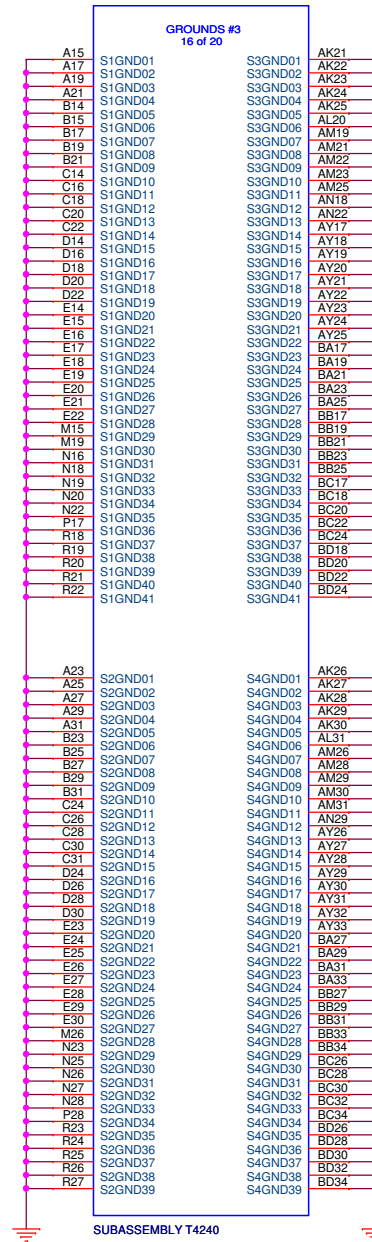 GROUNDS #3
16 of 20
A15 S1GND01 S3GND01 AK21
A17 S1GND02 S3GND02 AK22
A19 S1GND03 S3GND03 AK23
A21 S1GND04 S3GND04 AK24
B14 S1GND05 S3GND05 AK25
B15 S1GND06 S3GND06 AL20
B17 S1GND07 S3GND07 AM19
B19 S1GND08 S3GND08 AM21
B21 S1GND09 S3GND09 AM22
C14 S1GND10 S3GND10 AM23
C16 S1GND11 S3GND11 AM25
C18 S1GND12 S3GND12 AN18
C20 S1GND13 S3GND13 AN22
C22 S1GND14 S3GND14 AY17
D14 S1GND15 S3GND15 AY18
D16 S1GND16 S3GND16 AY19
D18 S1GND17 S3GND17 AY20
D20 S1GND18 S3GND18 AY21
D22 S1GND19 S3GND19 AY22
E14 S1GND20 S3GND20 AY23
E15 S1GND21 S3GND21 AY24
E16 S1GND22 S3GND22 AY25
E17 S1GND23 S3GND23 BA17
E18 S1GND24 S3GND24 BA19
E19 S1GND25 S3GND25 BA21
E20 S1GND26 S3GND26 BA23
E21 S1GND27 S3GND27 BA25
E22 S1GND28 S3GND28 BB17
M15 S1GND29 S3GND29 BB19
M19 S1GND30 S3GND30 BB21
N16 S1GND31 S3GND31 BB23
N18 S1GND32 S3GND32 BB25
N19 S1GND33 S3GND33 BC17
N20 S1GND34 S3GND34 BC18
N22 S1GND35 S3GND35 BC20
P17 S1GND36 S3GND36 BC22
R18 S1GND37 S3GND37 BC24
R19 S1GND38 S3GND38 BD18
R20 S1GND39 S3GND39 BD20
R21 S1GND40 S3GND40 BD22
R22 S1GND41 S3GND41 BD24
A23 S2GND01 S4GND01 AK26
A25 S2GND02 S4GND02 AK27
A27 S2GND03 S4GND03 AK28
A29 S2GND04 S4GND04 AK29
A31 S2GND05 S4GND05 AK30
B23 S2GND06 S4GND06 AL31
B25 S2GND07 S4GND07 AM26
B27 S2GND08 S4GND08 AM28
B29 S2GND09 S4GND09 AM29
B31 S2GND10 S4GND10 AM30
C24 S2GND11 S4GND11 AM31
C26 S2GND12 S4GND12 AN29
C28 S2GND13 S4GND13 AY26
C30 S2GND14 S4GND14 AY27
C31 S2GND15 S4GND15 AY28
D24 S2GND16 S4GND16 AY29
D26 S2GND17 S4GND17 AY30
D28 S2GND18 S4GND18 AY31
D30 S2GND19 S4GND19 AY32
E23 S2GND20 S4GND20 AY33
E24 S2GND21 S4GND21 BA27
E25 S2GND22 S4GND22 BA29
E26 S2GND23 S4GND23 BA31
E27 S2GND24 S4GND24 BA33
E28 S2GND25 S4GND25 BB27
E29 S2GND26 S4GND26 BB29
E30 S2GND27 S4GND27 BB31
M26 S2GND28 S4GND28 BB33
N23 S2GND29 S4GND29 BB34
N25 S2GND30 S4GND30 BC26
N26 S2GND31 S4GND31 BC28
N27 S2GND32 S4GND32 BC30
N28 S2GND33 S4GND33 BC32
P28 S2GND34 S4GND34 BC34
R23 S2GND35 S4GND35 BD26
R24 S2GND36 S4GND36 BD28
R25 S2GND37 S4GND37 BD30
R26 S2GND38 S4GND38 BD32
R27 S2GND39 S4GND39 BD34
SUBASSEMBLY T4240